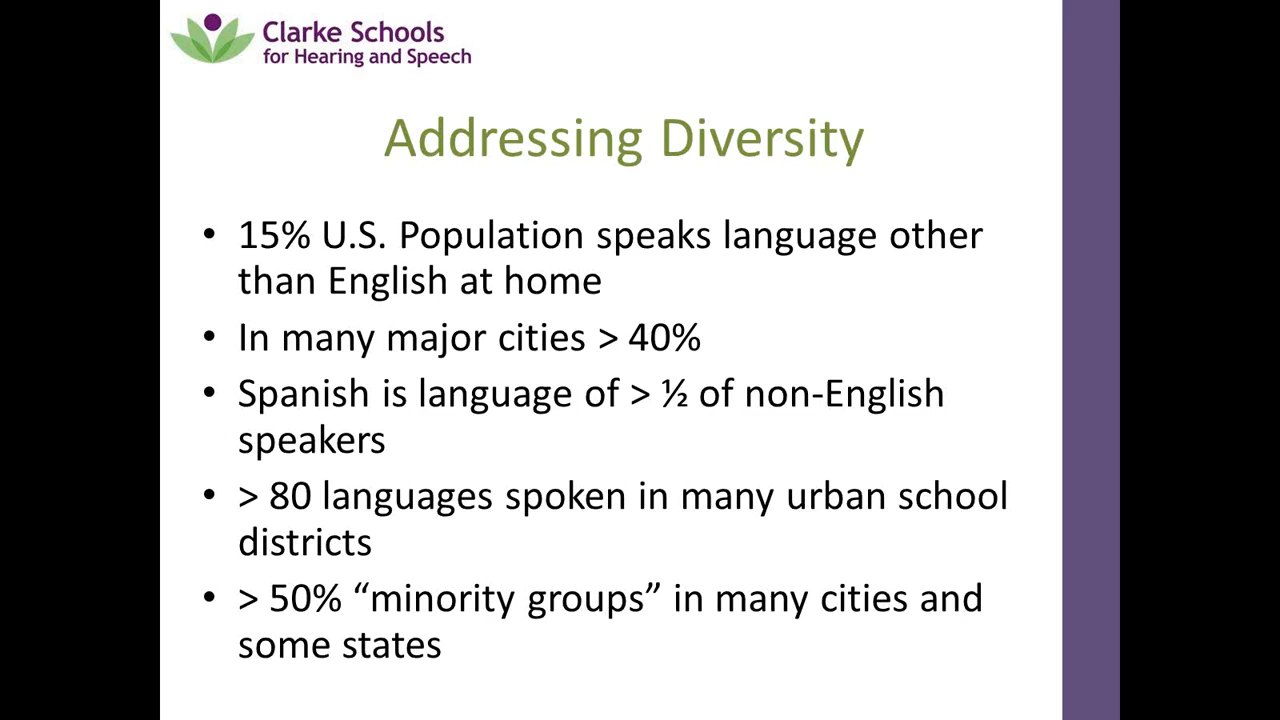 Clarke Schools
for Hearing and Speech
Addressing Diversity
• 15% U.S. Population speaks language other
than English at home
• In many major cities > 40%
• Spanish is language of > ½ of non-English
speakers
• > 80 languages spoken in many urban school
districts
• > 50% “minority groups” in many cities and
some states